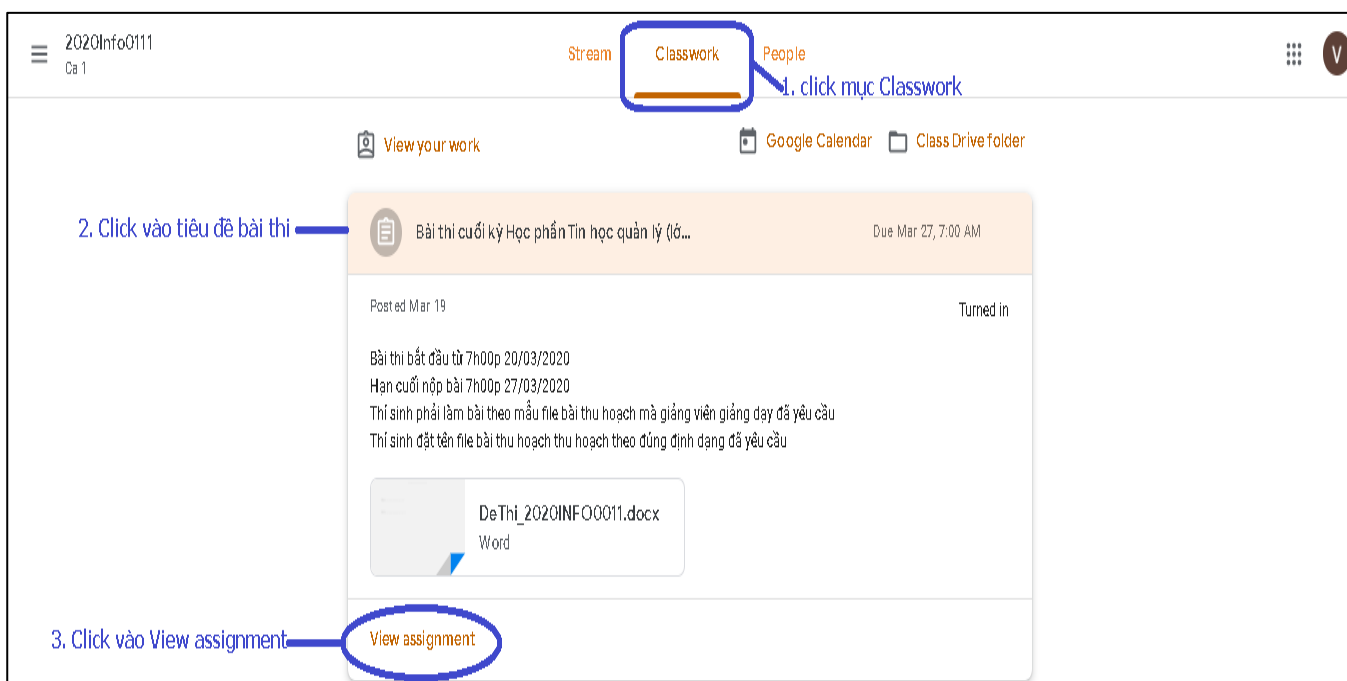 2020Info0111
Ca 1
Stream
Classwork
People
V
1. click mục Classwork
View your work
Google Calendar
Class Drive folder
2. Click vào tiêu đề bài thi
Bài thi cuối kỳ Học phần Tin học quản lý (lớ...
Due Mar 27, 7:00 AM
Posted Mar 19
Turned in
Bài thi bắt đầu từ 7h00p 20/03/2020
Hạn cuối nộp bài 7h00p 27/03/2020
Thí sinh phải làm bài theo mẫu file bài thu hoạch mà giảng viên giảng dạy đã yêu cầu
Thí sinh đặt tên file bài thu hoạch thu hoạch theo đúng định dạng đã yêu cầu
DeThi_2020INFO0011.docx
Word
3. Click vào View assignment
View assignment